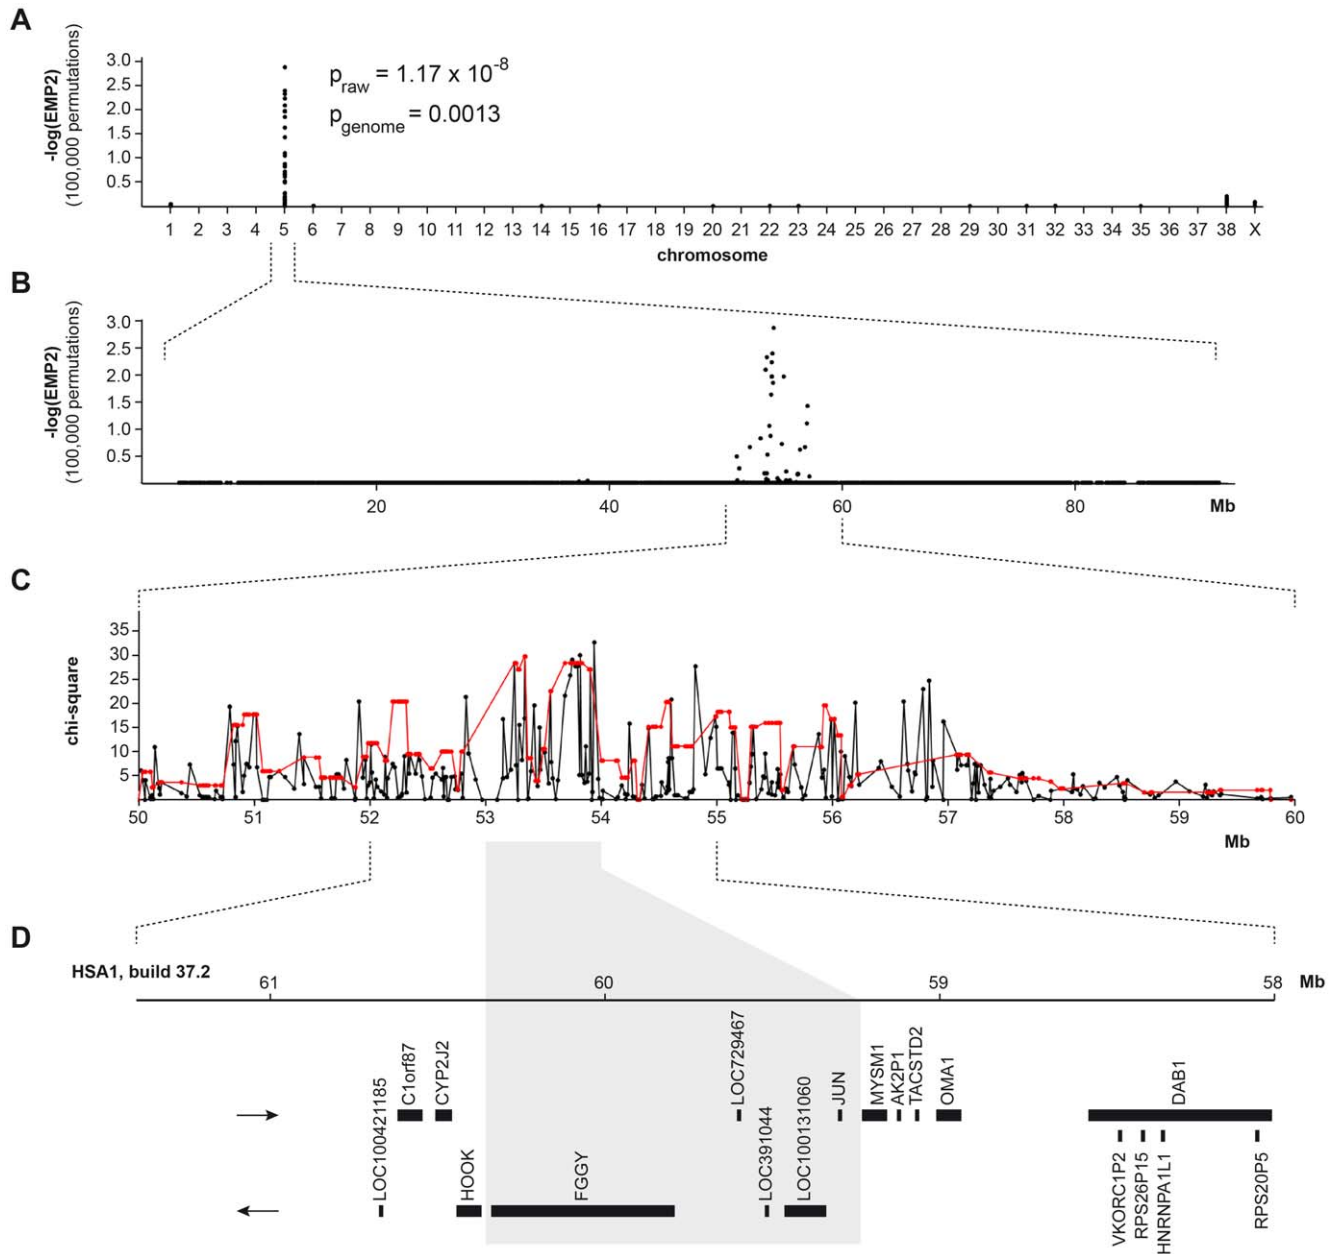 A
-log(EMP2)
(100,000 permutations)
3.0
2.5
2.0
1.5
1.0
0.5
p_raw = 1.17 x 10^-8
p_genome = 0.0013
1 2 3 4 5 6 7 8 9 10 11 12 13 14 15 16 17 18 19 20 21 22 23 24 25 26 27 28 29 30 31 32 33 34 35 36 37 38 X
chromosome
B
-log(EMP2)
(100,000 permutations)
3.0
2.5
2.0
1.5
1.0
0.5
20 40 60 80 Mb
C
chi-square
35
30
25
20
15
10
5
50 51 52 53 54 55 56 57 58 59 60
Mb
D
HSA1, build 37.2
61 60 59 58 Mb
LOC100421185
C1orf87
CYP2J2
HOOK
FGGY
LOC729467
LOC391044
LOC100131060
JUN
MYSM1
AK2P1
TACSTD2
OMA1
DAB1
VKORC1P2
RPS26P15
HNRNPA1L1
RPS20P5